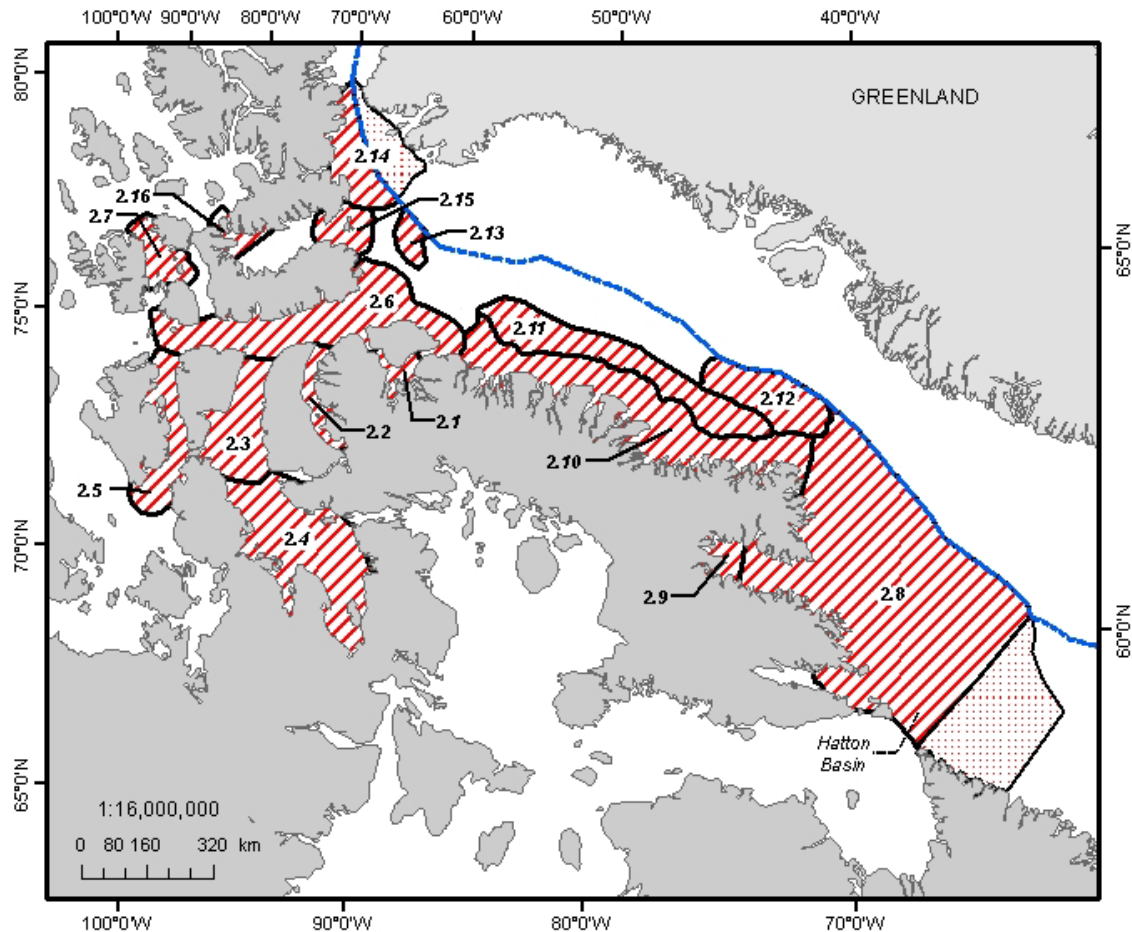 100°0'W 90°0'W 80°0'W 70°0'W 60°0'W 50°0'W 40°0'W
80°0'N
GREENLAND
2.14
2.16
2.15
2.7
2.13
65°0'N
75°0'N
2.6
2.11
2.12
2.1
2.2
2.3
2.10
2.5
70°0'N
2.4
2.9
2.8
60°0'N
Hatton
Basin
65°0'N
1:16,000,000
0 80 160 320 km
100°0'W 90°0'W 80°0'W 70°0'W